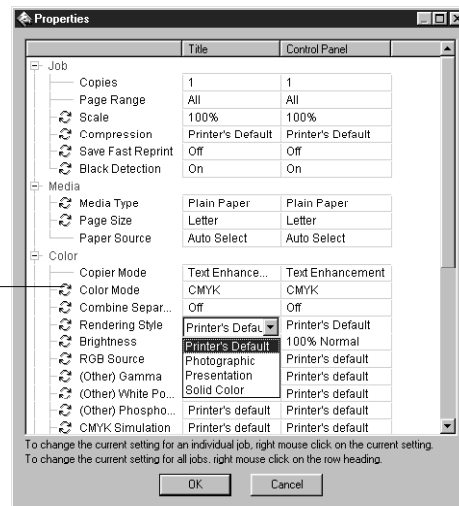 Properties
Title Control Panel
Job
Copies 1 1
Page Range All All
Scale 100% 100%
Compression Printer's Default Printer's Default
Save Fast Reprint Off Off
Black Detection On On
Media
Media Type Plain Paper Plain Paper
Page Size Letter Letter
Paper Source Auto Select Auto Select
Color
Copier Mode Text Enhance... Text Enhancement
Color Mode CMYK CMYK
Combine Separ... Off Off
Rendering Style Printer's Defau Printer's Default
Brightness Printer's Default 100% Normal
RGB Source Photographic Printer's default
(Other) Gamma Presentation Printer's default
(Other) White Po... Solid Color Printer's default
(Other) Phospho... Printer's default Printer's default
CMYK Simulation Printer's default Printer's default
To change the current setting for an individual job, right mouse click on the current setting.
To change the current setting for all jobs. right mouse click on the row heading.
OK Cancel